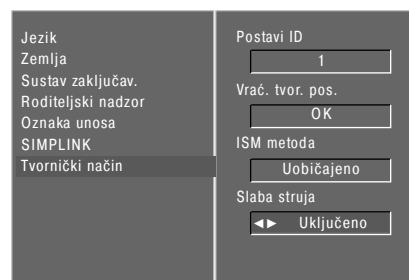 Jezik
Zemlja
Sustav zaključav.
Roditeljski nadzor
Oznaka unosa
SIMPLINK
Tvornički način
Postavi ID
1
Vrać. tvor. pos.
OK
ISM metoda
Uobičajeno
Slaba struja
◄► Uključeno